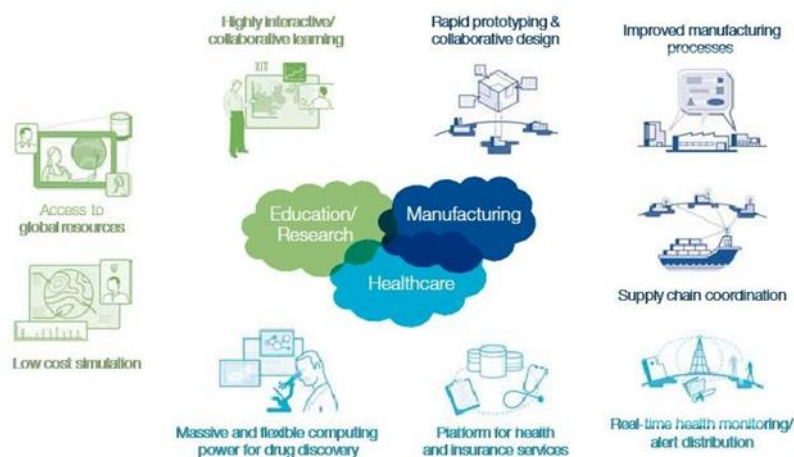 Highly interactive/
collaborative learning
Rapid prototyping &
collaborative design
Improved manufacturing
processes
Access to
global resources
Education/
Research
Manufacturing
Healthcare
Supply chain coordination
Low cost simulation
Massive and flexible computing
power for drug discovery
Platform for health
and insurance services
Real-time health monitoring/
alert distribution